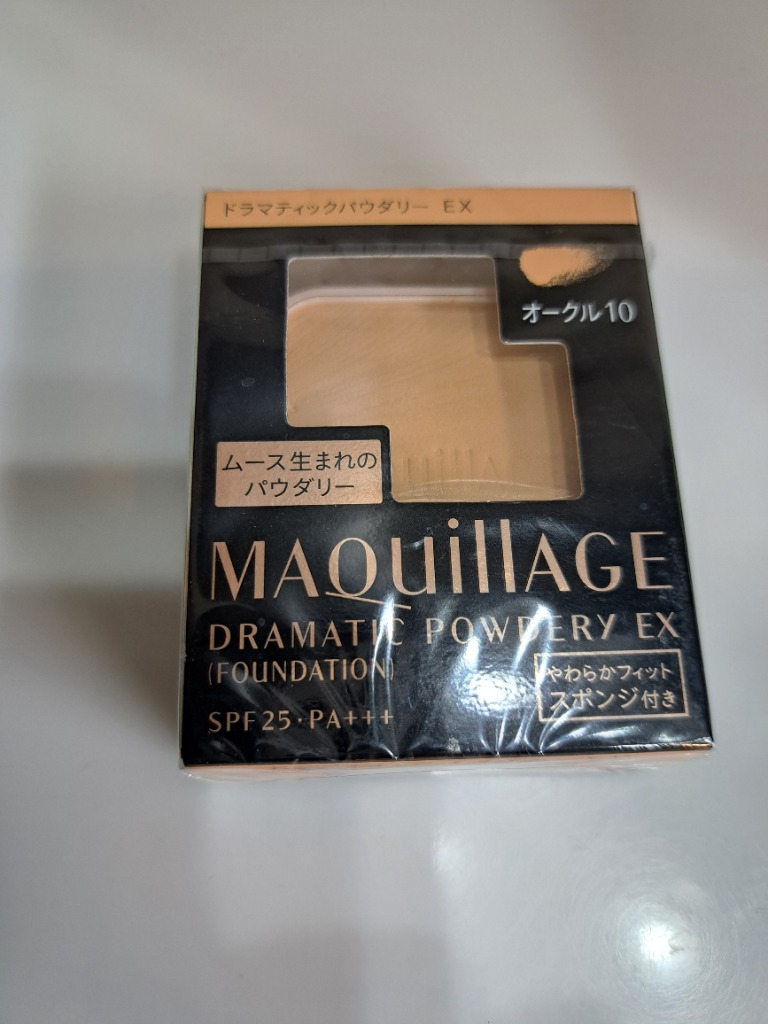 ドラマティックパウダリー EX
オークル10
ムース生まれの
パウダリー
MAQuillAGE
DRAMATIC POWDERY EX
(FOUNDATION)
やわらかフィット
スポンジ付き
SPF25・PA+++